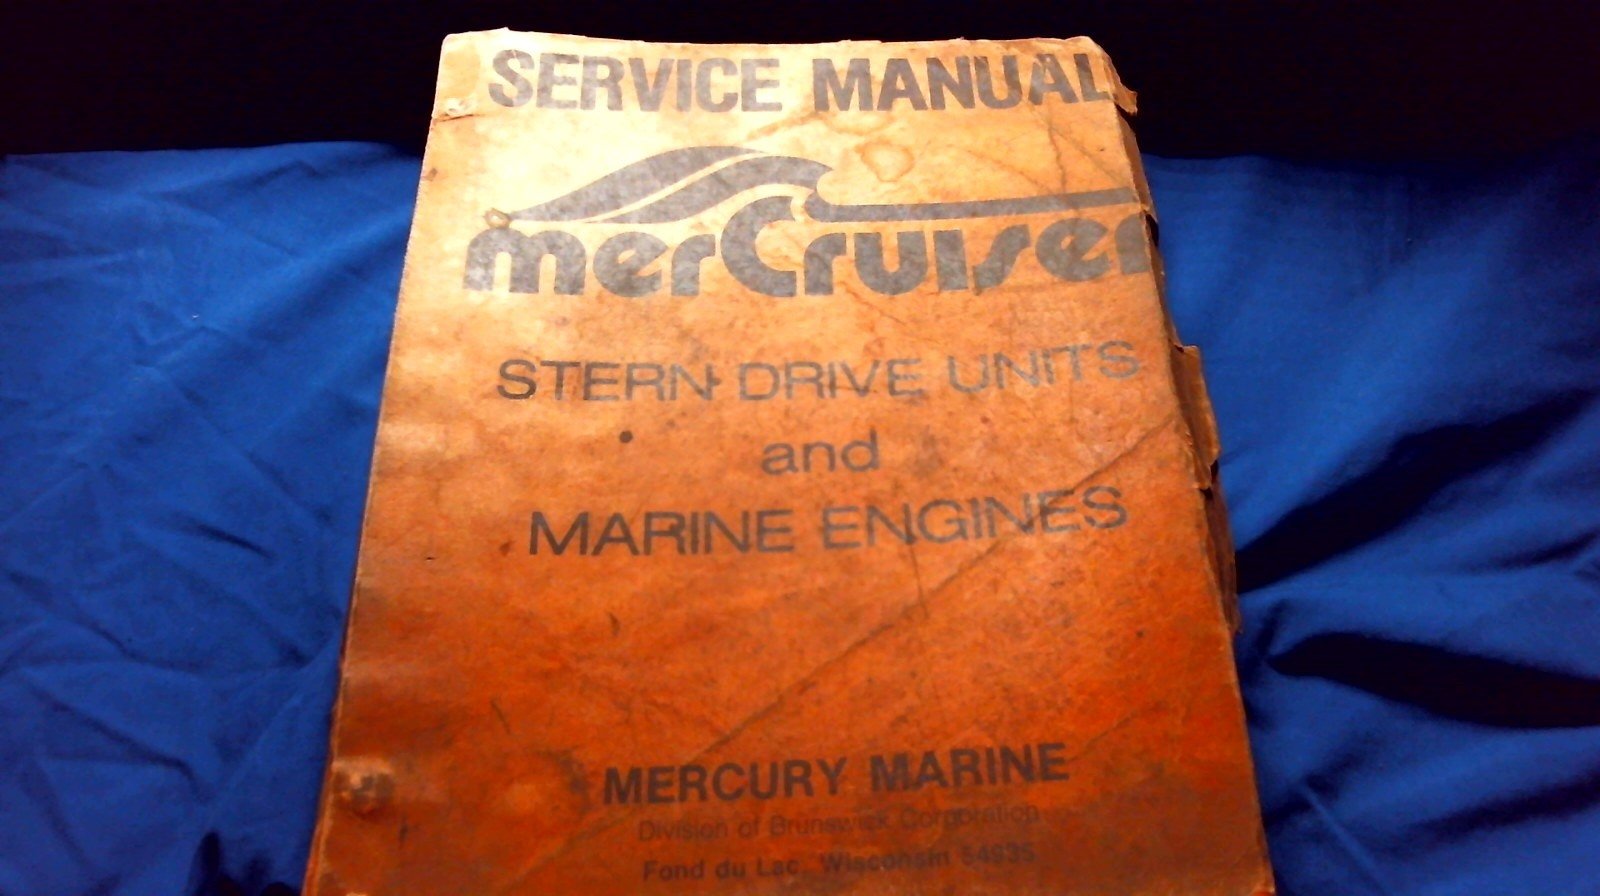 SERVICE MANUAL
merCruiser
STERN DRIVE UNITS
and
MARINE ENGINES
MERCURY MARINE
Division of Brunswick Corporation
Fond du Lac, Wisconsin 54935